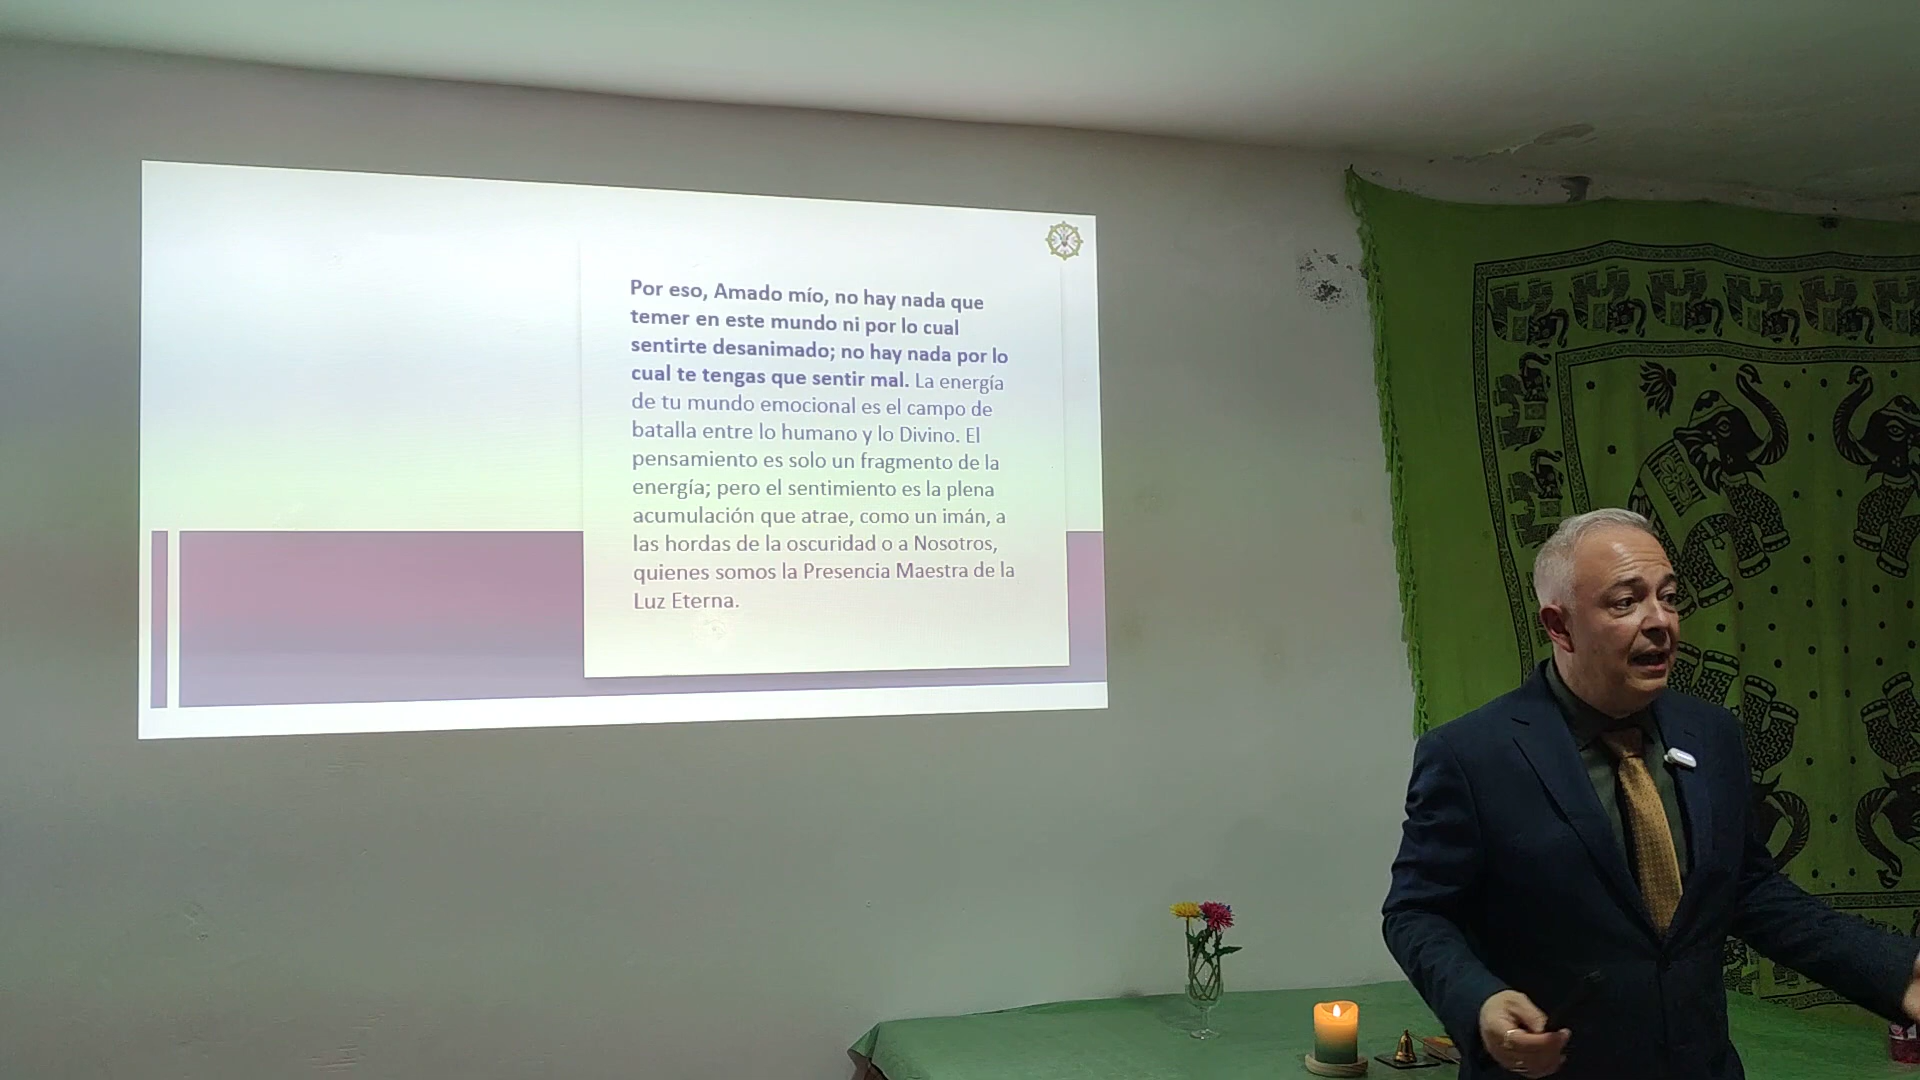 Por eso, Amado mío, no hay nada que
temer en este mundo ni por lo cual
sentirte desanimado; no hay nada por lo
cual te tengas que sentir mal. La energía
de tu mundo emocional es el campo de
batalla entre lo humano y lo Divino. El
pensamiento es solo un fragmento de la
energía; pero el sentimiento es la plena
acumulación que atrae, como un imán, a
las hordas de la oscuridad o a Nosotros,
quienes somos la Presencia Maestra de la
Luz Eterna.